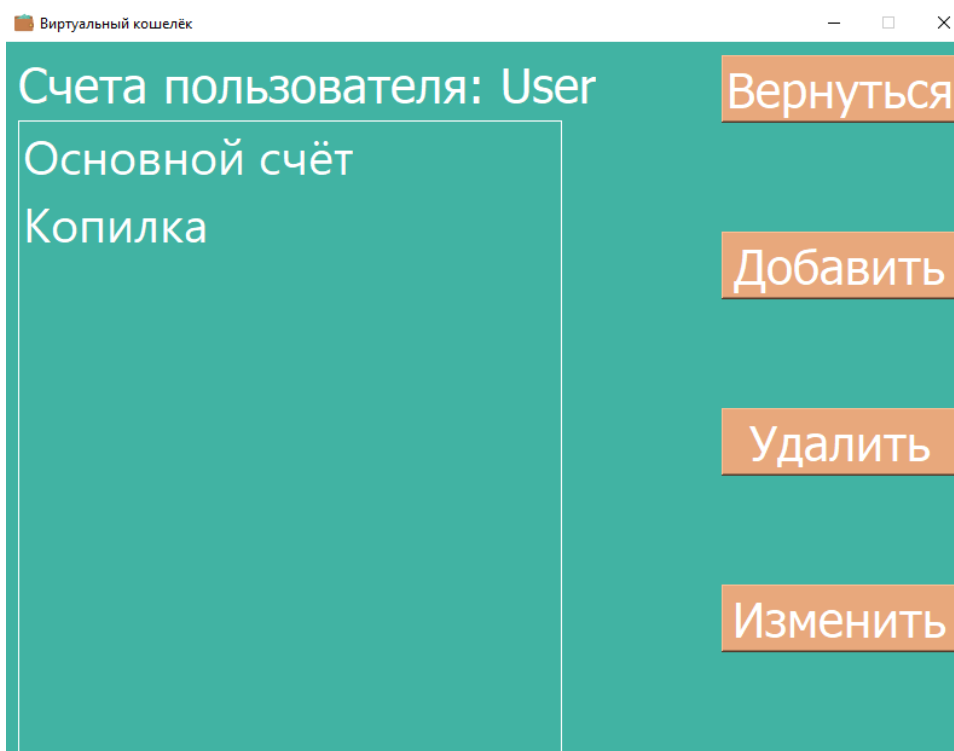 Виртуальный кошелёк
Счета пользователя: User
Вернуться
Основной счёт
Копилка
Добавить
Удалить
Изменить